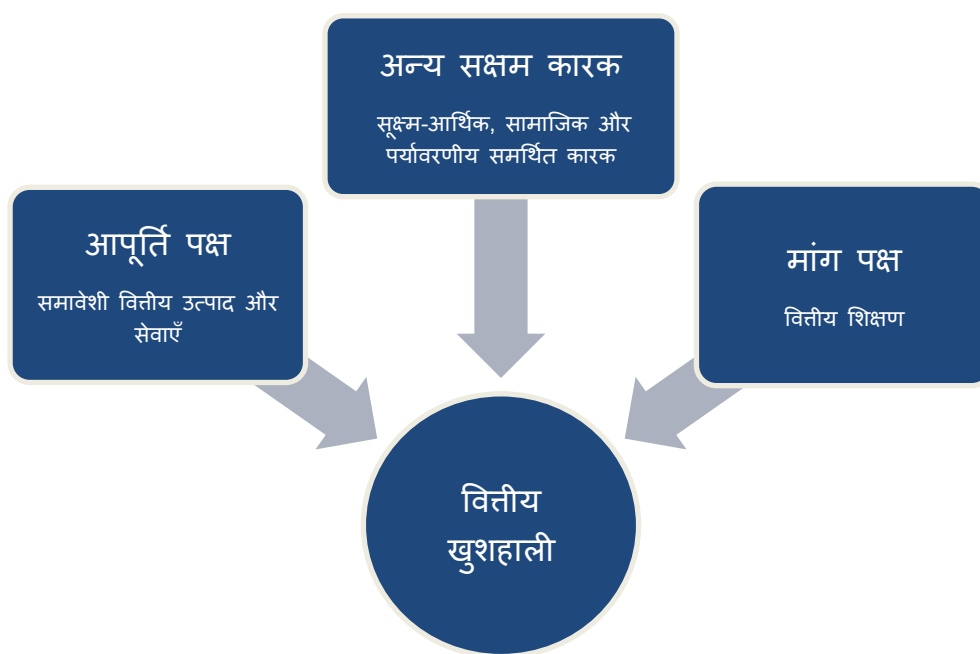 अन्य सक्षम कारक
सूक्ष्म-आर्थिक, सामाजिक और
पर्यावरणीय समर्थित कारक
आपूर्ति पक्ष
समावेशी वित्तीय उत्पाद और
सेवाएँ
मांग पक्ष
वित्तीय शिक्षण
वित्तीय
खुशहाली